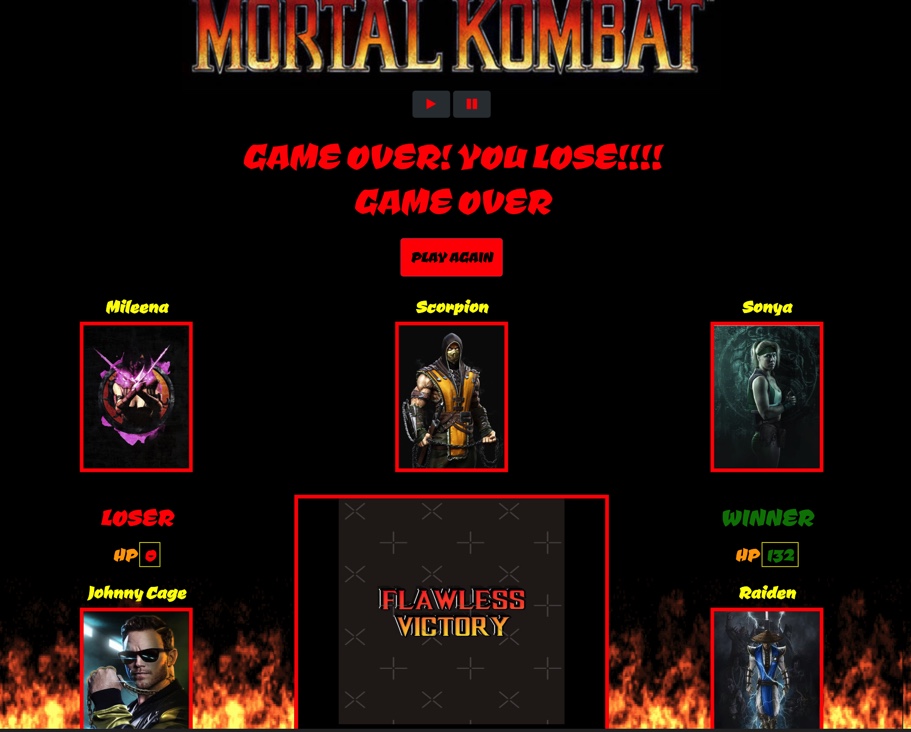 MORTAL KOMBAT
GAME OVER! YOU LOSE!!!!
GAME OVER
PLAY AGAIN
Mileena
Scorpion
Sonya
LOSER
WINNER
HP 0
HP 132
Johnny Cage
Raiden
FLAWLESS
VICTORY